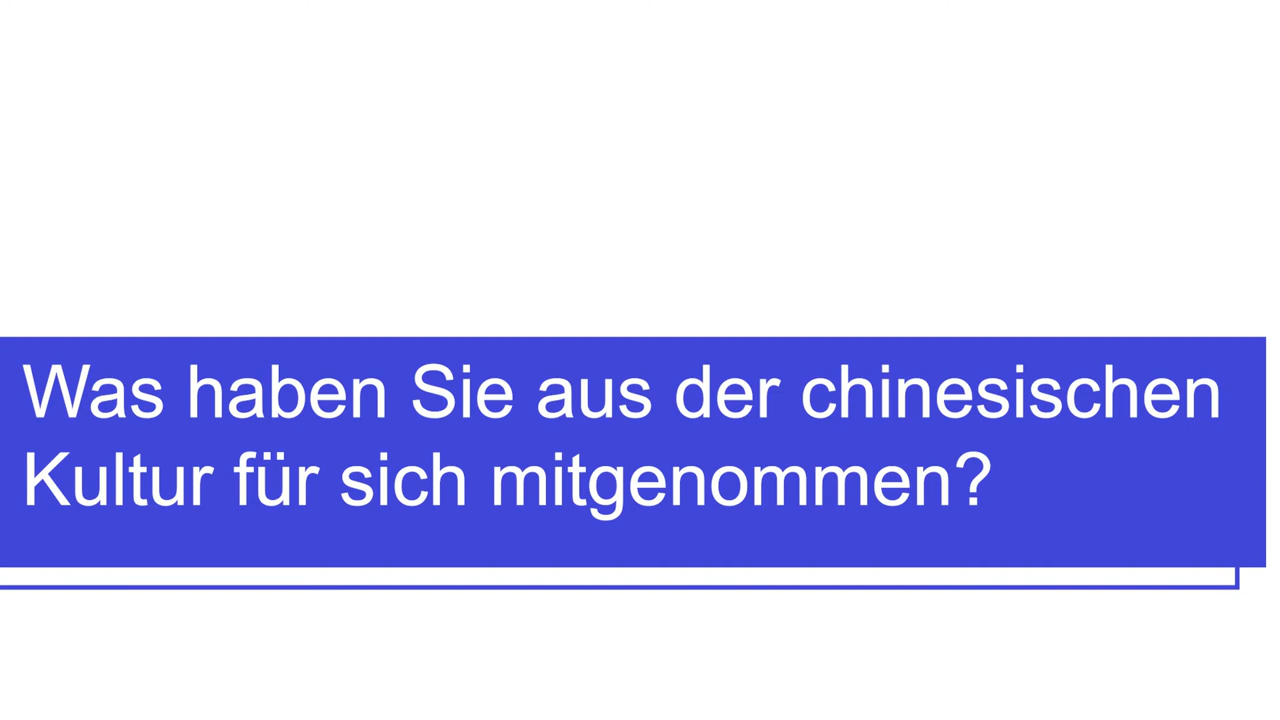 Was haben Sie aus der chinesischen
Kultur für sich mitgenommen?